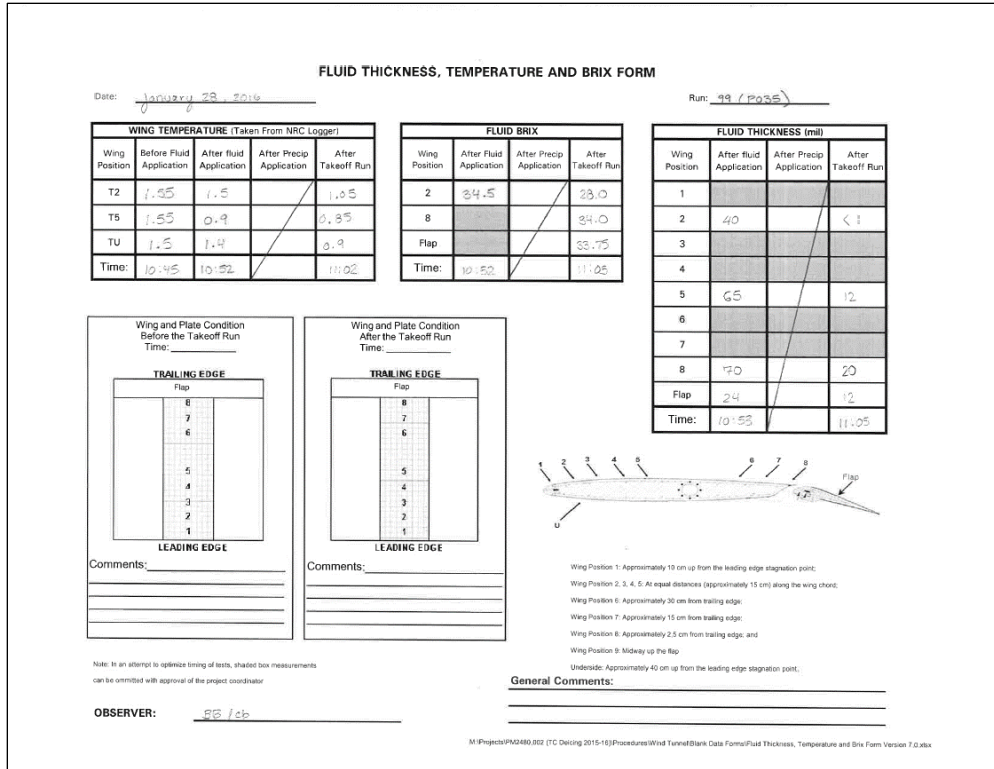 FLUID THICKNESS, TEMPERATURE AND BRIX FORM
Date: January 28, 2016
Run: 99 (P035)
WING TEMPERATURE (Taken From NRC Logger)
Wing Position Before Fluid Application After fluid Application After Precip Application After Takeoff Run
T2 1.55 1.5 1.05
T5 1.55 0.9 0.85
TU 1.5 1.4 0.9
Time: 10:45 10:52 11:02
FLUID BRIX
Wing Position After Fluid Application After Precip Application After Takeoff Run
2 34.5 28.0
8 34.0
Flap 33.75
Time: 10:52 11:05
FLUID THICKNESS (mil)
Wing Position After fluid Application After Precip Application After Takeoff Run
1
2 40 < 1
3
4
5 65 12
6
7
8 70 20
Flap 24 12
Time: 10:53 11:05
Wing and Plate Condition
Before the Takeoff Run
Time:
TRAILING EDGE
Flap
8
7
6
5
4
3
2
1
LEADING EDGE
Comments:
Wing and Plate Condition
After the Takeoff Run
Time:
TRAILING EDGE
Flap
8
7
6
5
4
3
2
1
LEADING EDGE
Comments:
1 2 3 4 5 6 7 8
Flap
U
Wing Position 1: Approximately 10 cm up from the leading edge stagnation point;
Wing Position 2, 3, 4, 5: At equal distances (approximately 15 cm) along the wing chord;
Wing Position 6: Approximately 30 cm from trailing edge;
Wing Position 7: Approximately 15 cm from trailing edge;
Wing Position 8: Approximately 2.5 cm from trailing edge; and
Wing Position 9: Midway up the flap
Underside: Approximately 40 cm up from the leading edge stagnation point.
Note: In an attempt to optimize timing of tests, shaded box measurements
can be ommitted with approval of the project coordinator
General Comments:
OBSERVER: BB / cb
M:\Projects\PM2480.002 (TC Deicing 2015-16)\Procedures\Wind Tunnel\Blank Data Forms\Fluid Thickness, Temperature and Brix Form Version 7.0.xlsx